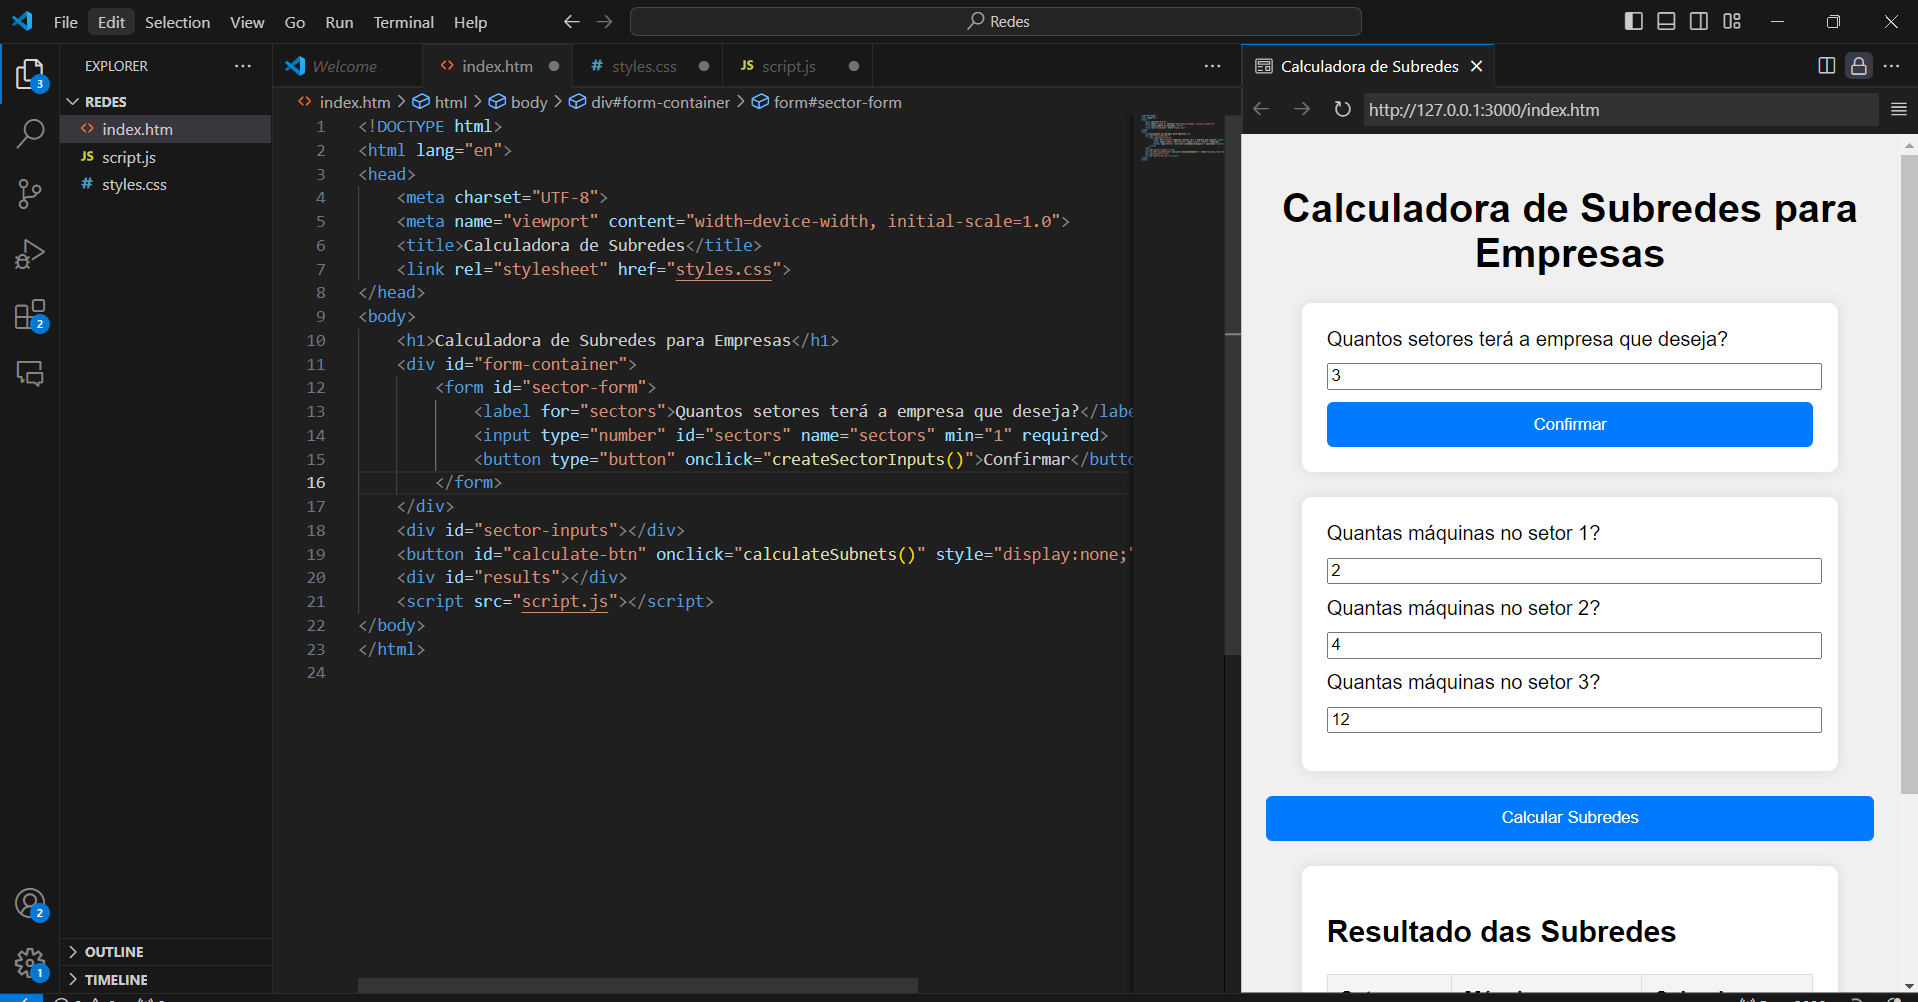 File Edit Selection View Go Run Terminal Help
Redes
EXPLORER
REDES
index.htm
JS script.js
# styles.css
OUTLINE
TIMELINE
3
2
2
1
Welcome
<> index.htm
# styles.css
JS script.js
<> index.htm > html > body > div#form-container > form#sector-form
1 <!DOCTYPE html>
2 <html lang="en">
3 <head>
4 <meta charset="UTF-8">
5 <meta name="viewport" content="width=device-width, initial-scale=1.0">
6 <title>Calculadora de Subredes</title>
7 <link rel="stylesheet" href="styles.css">
8 </head>
9 <body>
10 <h1>Calculadora de Subredes para Empresas</h1>
11 <div id="form-container">
12 <form id="sector-form">
13 <label for="sectors">Quantos setores terá a empresa que deseja?</labe
14 <input type="number" id="sectors" name="sectors" min="1" required>
15 <button type="button" onclick="createSectorInputs()">Confirmar</butto
16 </form>
17 </div>
18 <div id="sector-inputs"></div>
19 <button id="calculate-btn" onclick="calculateSubnets()" style="display:none;"
20 <div id="results"></div>
21 <script src="script.js"></script>
22 </body>
23 </html>
24
Calculadora de Subredes
http://127.0.0.1:3000/index.htm
Calculadora de Subredes para
Empresas
Quantos setores terá a empresa que deseja?
3
Confirmar
Quantas máquinas no setor 1?
2
Quantas máquinas no setor 2?
4
Quantas máquinas no setor 3?
12
Calcular Subredes
Resultado das Subredes